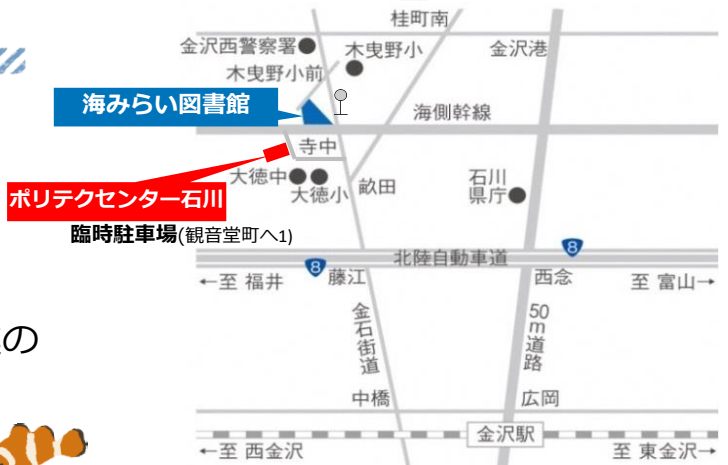 桂町南
金沢西警察署
木曳野小
金沢港
木曳野小前
海みらい図書館
海側幹線
寺中
大徳中
大徳小
畝田
石川
県庁
ポリテクセンター石川
臨時駐車場(観音堂町へ1)
北陸自動車道
8
8
←至 福井
藤江
西念
至 富山→
金石街道
50m道路
の
中橋
広岡
金沢駅
←至 西金沢
至 東金沢→